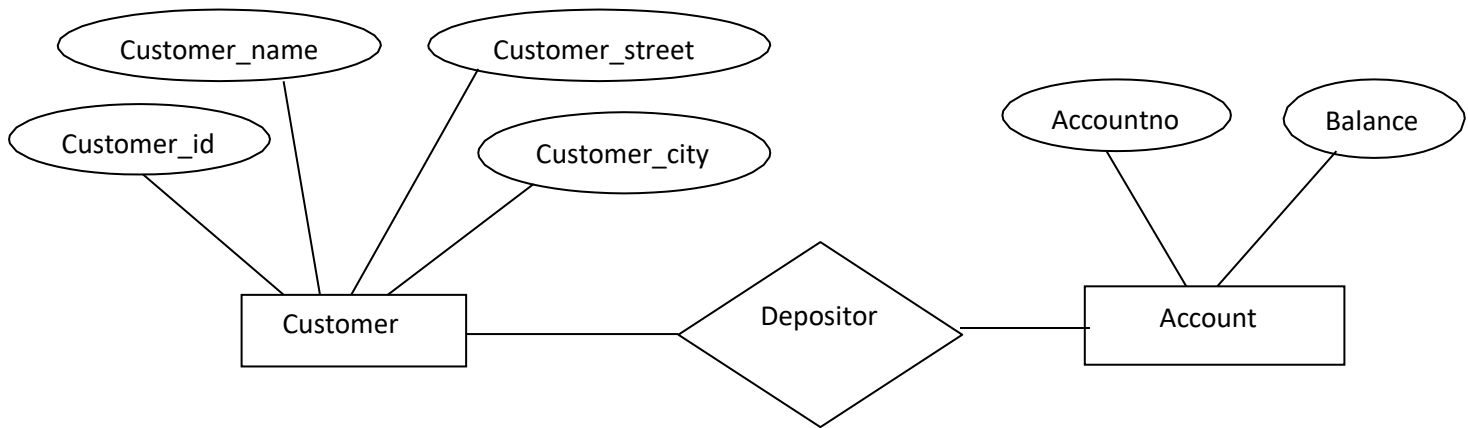 Customer_name
Customer_street
Customer_id
Customer_city
Accountno
Balance
Customer
Depositor
Account